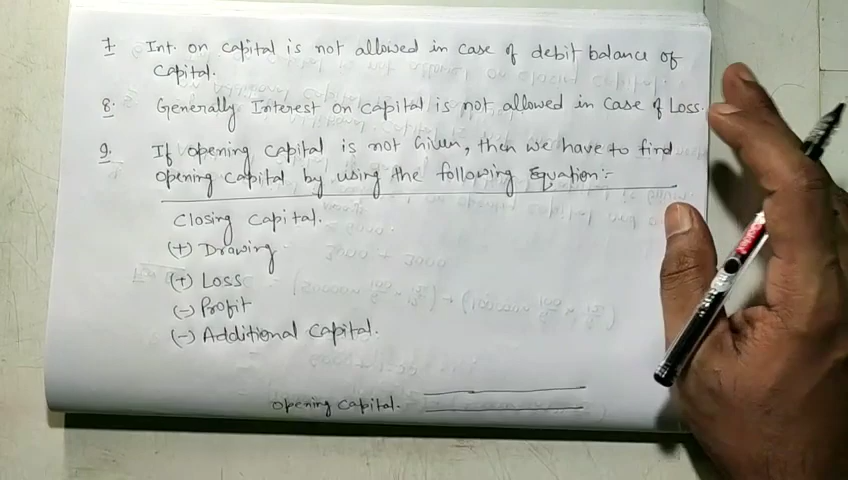 7. Int. on capital is not allowed in case of debit balance of
capital.
8. Generally Interest on capital is not allowed in case of Loss.
9. If opening capital is not Given, then we have to find
opening capital by using the following Equation:-
Closing Capital.
(+) Drawing
(+) Loss
(-) Profit
(-) Additional Capital.
opening capital.